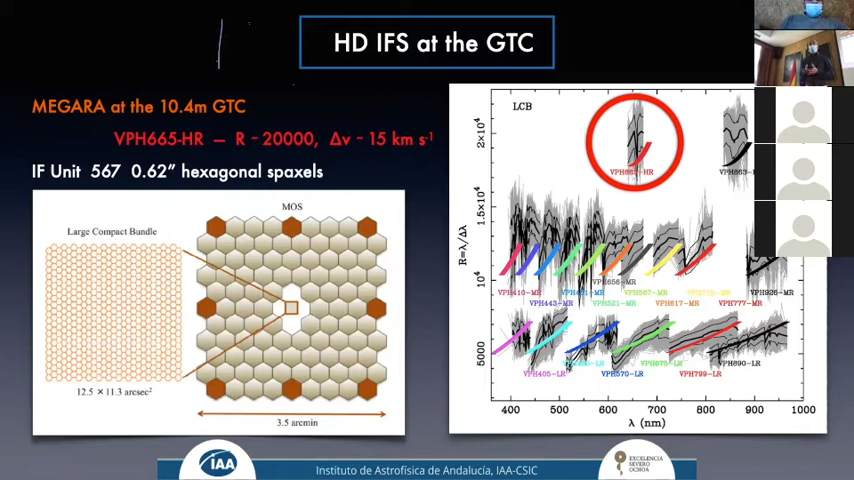 HD IFS at the GTC
MEGARA at the 10.4m GTC
VPH665-HR — R ~ 20000, Δv ~ 15 km s-1
IF Unit 567 0.62″ hexagonal spaxels
MOS
Large Compact Bundle
12.5 × 11.3 arcsec²
3.5 arcmin
LCB
R=λ/Δλ
2×10⁴
1.5×10⁴
10⁴
5000
VPH863-H
VPH656-MR
VPH410-MR
VPH567-MR
VPH926-MR
VPH443-MR
VPH521-MR
VPH617-MR
VPH777-MR
VPH675-LR
VPH890-LR
VPH405-LR
VPH570-LR
VPH799-LR
400 500 600 700 800 900 1000
λ (nm)
IAA
Instituto de Astrofísica de Andalucía, IAA-CSIC
EXCELENCIA
SEVERO
OCHOA